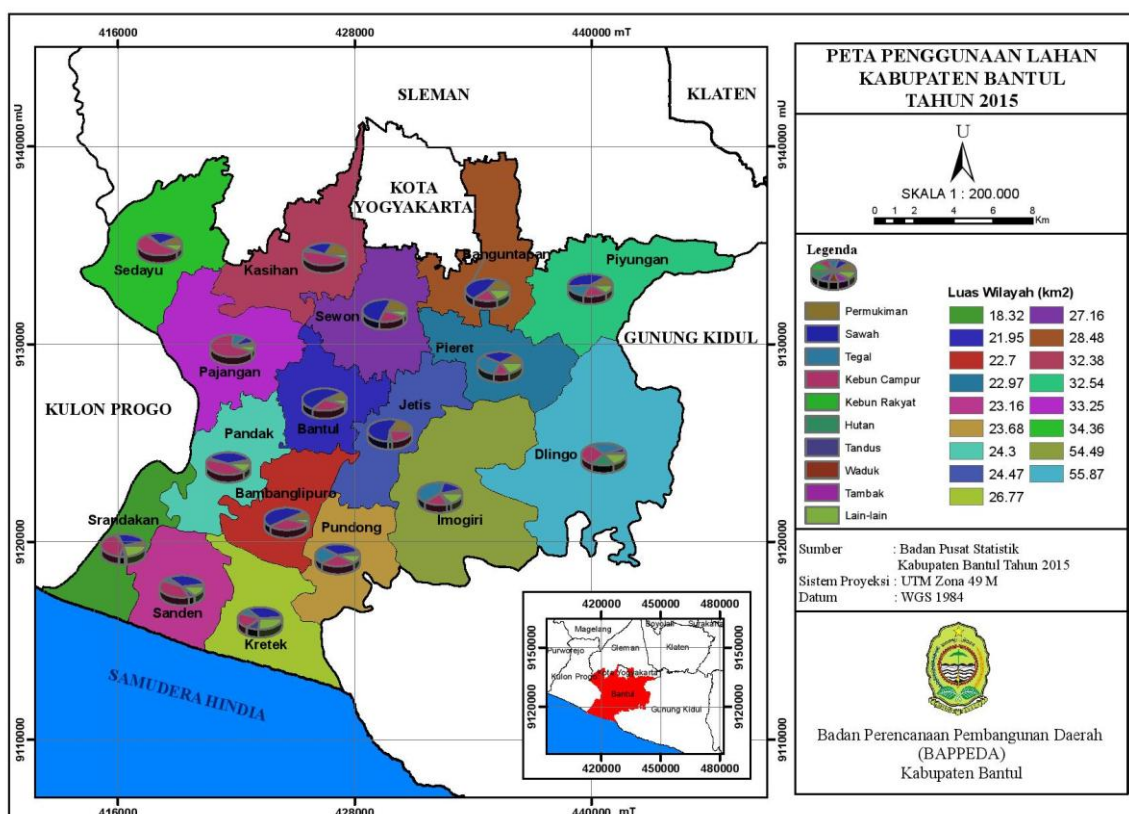 416000
428000
440000 mT
9140000 mU
9130000
9120000
9110000
SLEMAN
KLATEN
KOTA
YOGYAKARTA
Sedayu
Kasihan
Banguntapan
Piyungan
Sewon
GUNUNG KIDUL
Pieret
Pajangan
KULON PROGO
Jetis
Bantul
Pandak
Dlingo
Bambanglipuro
Srandakan
Pundong
Imogiri
Sanden
Kretek
SAMUDERA HINDIA
416000
428000
440000 mT
9140000
9130000
9120000
9110000
420000
450000
480000
9150000
9120000
Magelang
Boyolali
Surakarta
Purworejo
Sleman
Klaten
Kulon Progo
Kota Yogyakarta
Bantul
Gunung Kidul
9150000
9120000
420000
450000
480000
PETA PENGGUNAAN LAHAN
KABUPATEN BANTUL
TAHUN 2015
U
SKALA 1 : 200.000
0 1 2 4 6 8
Km
Legenda
Permukiman
Sawah
Tegal
Kebun Campur
Kebun Rakyat
Hutan
Tandus
Waduk
Tambak
Lain-lain
Luas Wilayah (km2)
18.32
21.95
22.7
22.97
23.16
23.68
24.3
24.47
26.77
27.16
28.48
32.38
32.54
33.25
34.36
54.49
55.87
Sumber : Badan Pusat Statistik
Kabupaten Bantul Tahun 2015
Sistem Proyeksi : UTM Zona 49 M
Datum : WGS 1984
Badan Perencanaan Pembangunan Daerah
(BAPPEDA)
Kabupaten Bantul